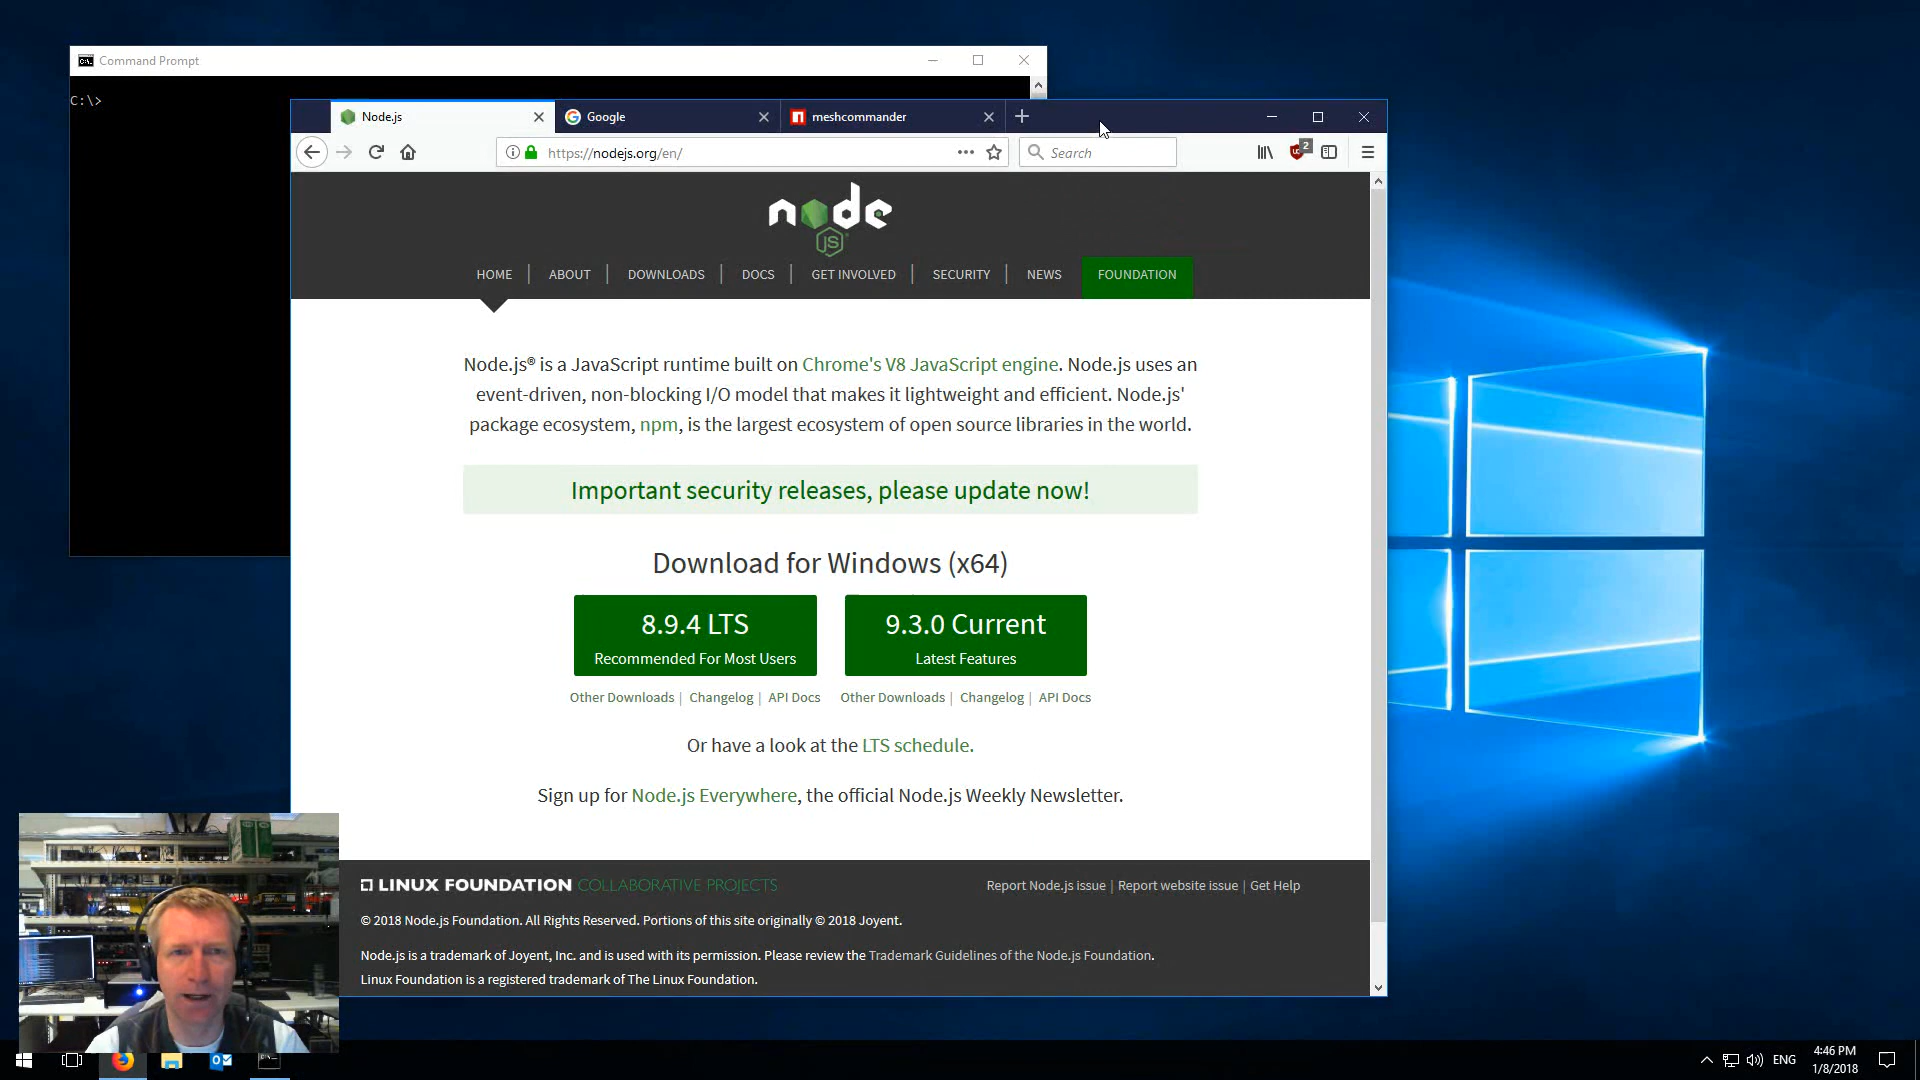 Command Prompt
C:\>
Node.js
Google
meshcommander
https://nodejs.org/en/
Search
2
node
JS
HOME
ABOUT
DOWNLOADS
DOCS
GET INVOLVED
SECURITY
NEWS
FOUNDATION
Node.js® is a JavaScript runtime built on Chrome's V8 JavaScript engine. Node.js uses an
event-driven, non-blocking I/O model that makes it lightweight and efficient. Node.js'
package ecosystem, npm, is the largest ecosystem of open source libraries in the world.
Important security releases, please update now!
Download for Windows (x64)
8.9.4 LTS
Recommended For Most Users
9.3.0 Current
Latest Features
Other Downloads | Changelog | API Docs
Other Downloads | Changelog | API Docs
Or have a look at the LTS schedule.
Sign up for Node.js Everywhere, the official Node.js Weekly Newsletter.
LINUX FOUNDATION COLLABORATIVE PROJECTS
Report Node.js issue | Report website issue | Get Help
© 2018 Node.js Foundation. All Rights Reserved. Portions of this site originally © 2018 Joyent.
Node.js is a trademark of Joyent, Inc. and is used with its permission. Please review the Trademark Guidelines of the Node.js Foundation.
Linux Foundation is a registered trademark of The Linux Foundation.
ENG
4:46 PM
1/8/2018